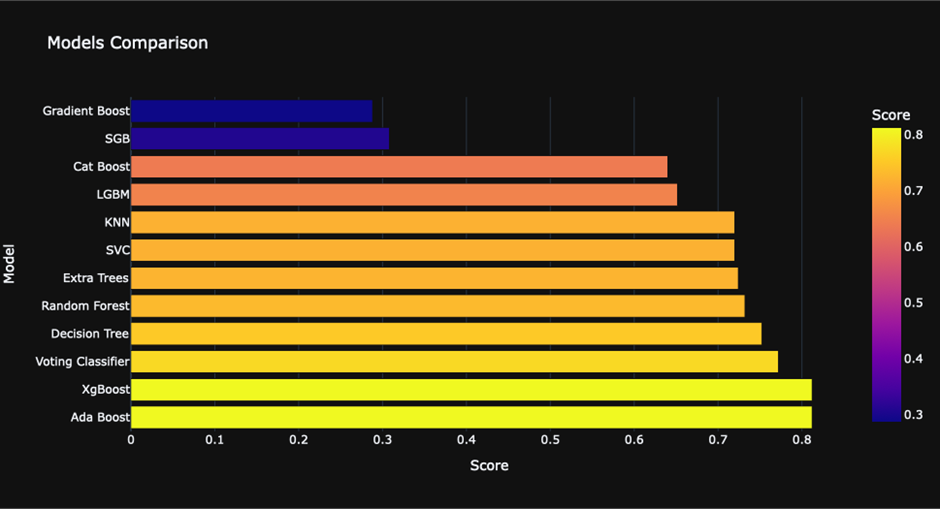 Models Comparison
Gradient Boost
SGB
Cat Boost
LGBM
KNN
SVC
Extra Trees
Random Forest
Decision Tree
Voting Classifier
XgBoost
Ada Boost
Model
0 0.1 0.2 0.3 0.4 0.5 0.6 0.7 0.8
Score
Score
0.8
0.7
0.6
0.5
0.4
0.3